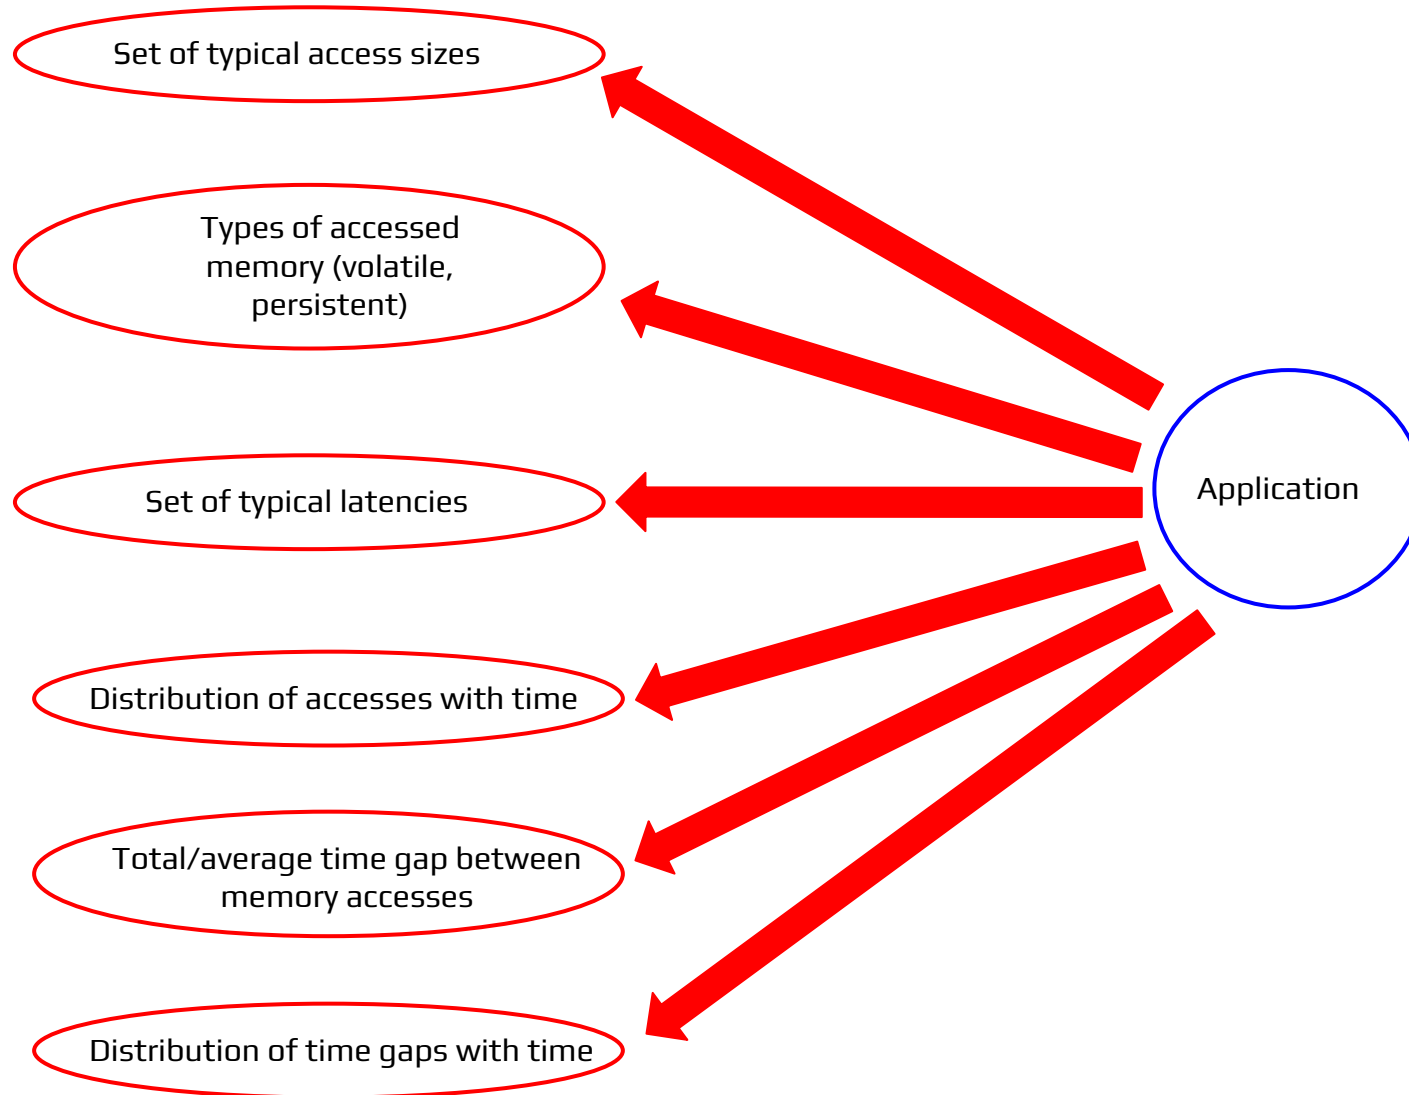 Set of typical access sizes
Types of accessed
memory (volatile,
persistent)
Set of typical latencies
Application
Distribution of accesses with time
Total/average time gap between
memory accesses
Distribution of time gaps with time